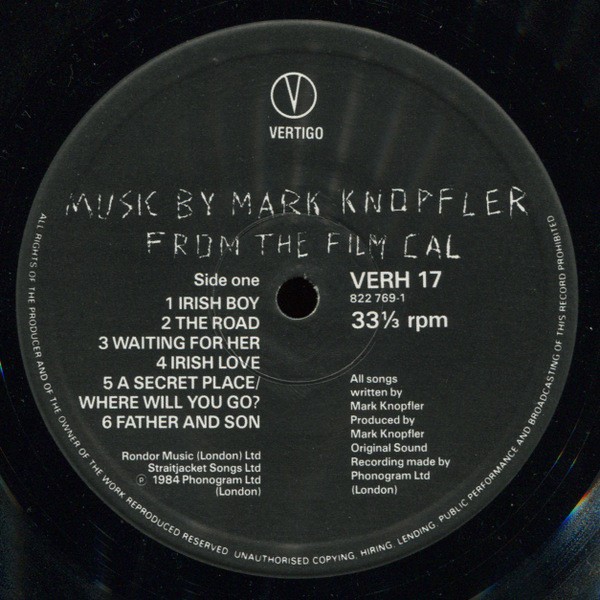 V
VERTIGO
MUSIC BY MARK KNOPFLER
FROM THE FILM CAL
Side one
1 IRISH BOY
2 THE ROAD
3 WAITING FOR HER
4 IRISH LOVE
5 A SECRET PLACE/
WHERE WILL YOU GO?
6 FATHER AND SON
Rondor Music (London) Ltd
Straitjacket Songs Ltd
℗ 1984 Phonogram Ltd
(London)
VERH 17
822 769-1
33⅓ rpm
All songs
written by
Mark Knopfler
Produced by
Mark Knopfler
Original Sound
Recording made by
Phonogram Ltd
(London)
ALL RIGHTS OF THE PRODUCER AND OF THE OWNER OF THE WORK REPRODUCED RESERVED UNAUTHORISED COPYING, HIRING, LENDING, PUBLIC PERFORMANCE AND BROADCASTING OF THIS RECORD PROHIBITED